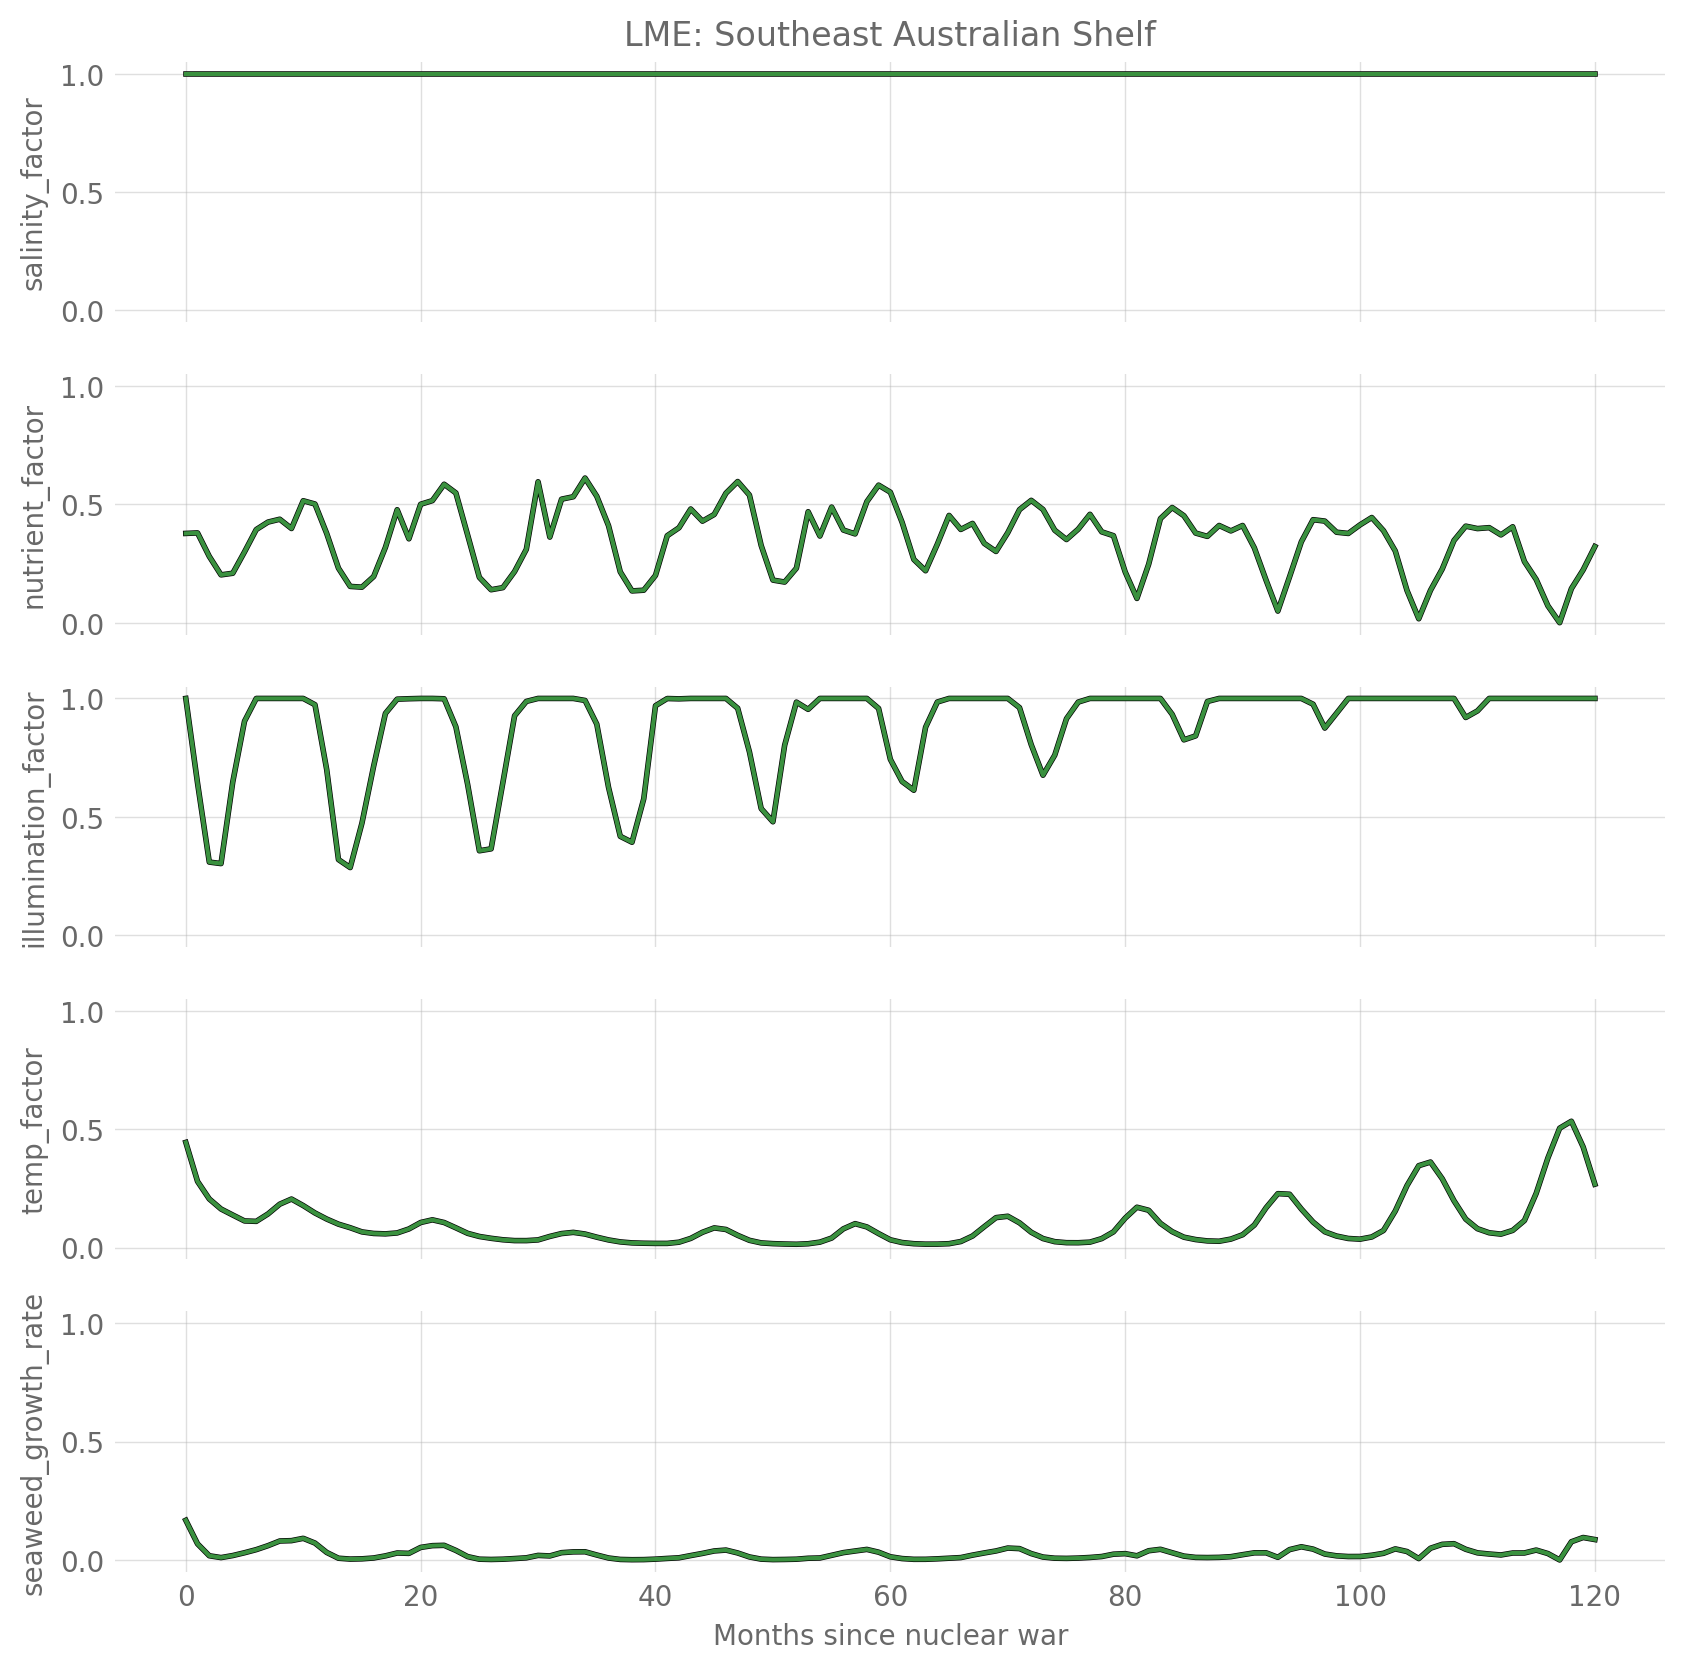 LME: Southeast Australian Shelf
1.0
0.5
0.0
salinity_factor
1.0
0.5
0.0
nutrient_factor
1.0
0.5
0.0
illumination_factor
1.0
0.5
0.0
temp_factor
1.0
0.5
0.0
seaweed_growth_rate
0 20 40 60 80 100 120
Months since nuclear war